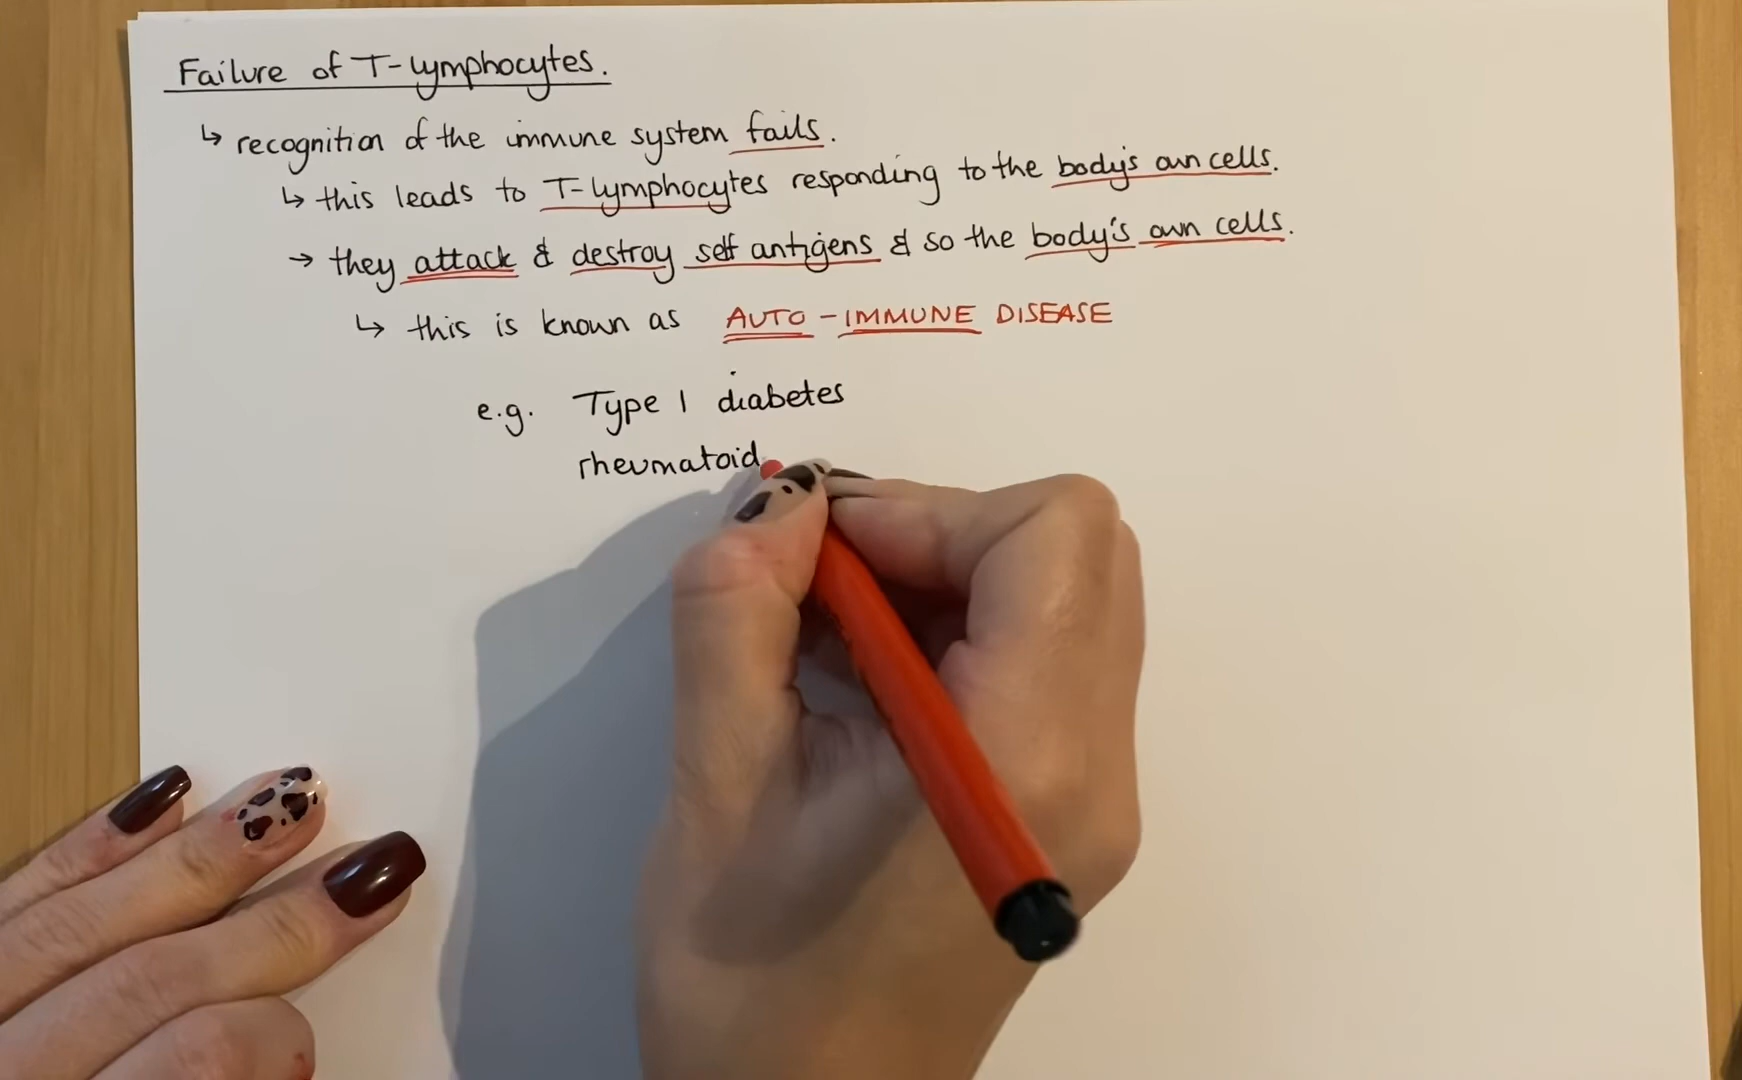 Failure of T-lymphocytes.
↳ recognition of the immune system fails.
↳ this leads to T-lymphocytes responding to the body's own cells.
→ they attack & destroy self antigens & so the body's own cells.
↳ this is known as AUTO-IMMUNE DISEASE
e.g. Type 1 diabetes
rheumatoid